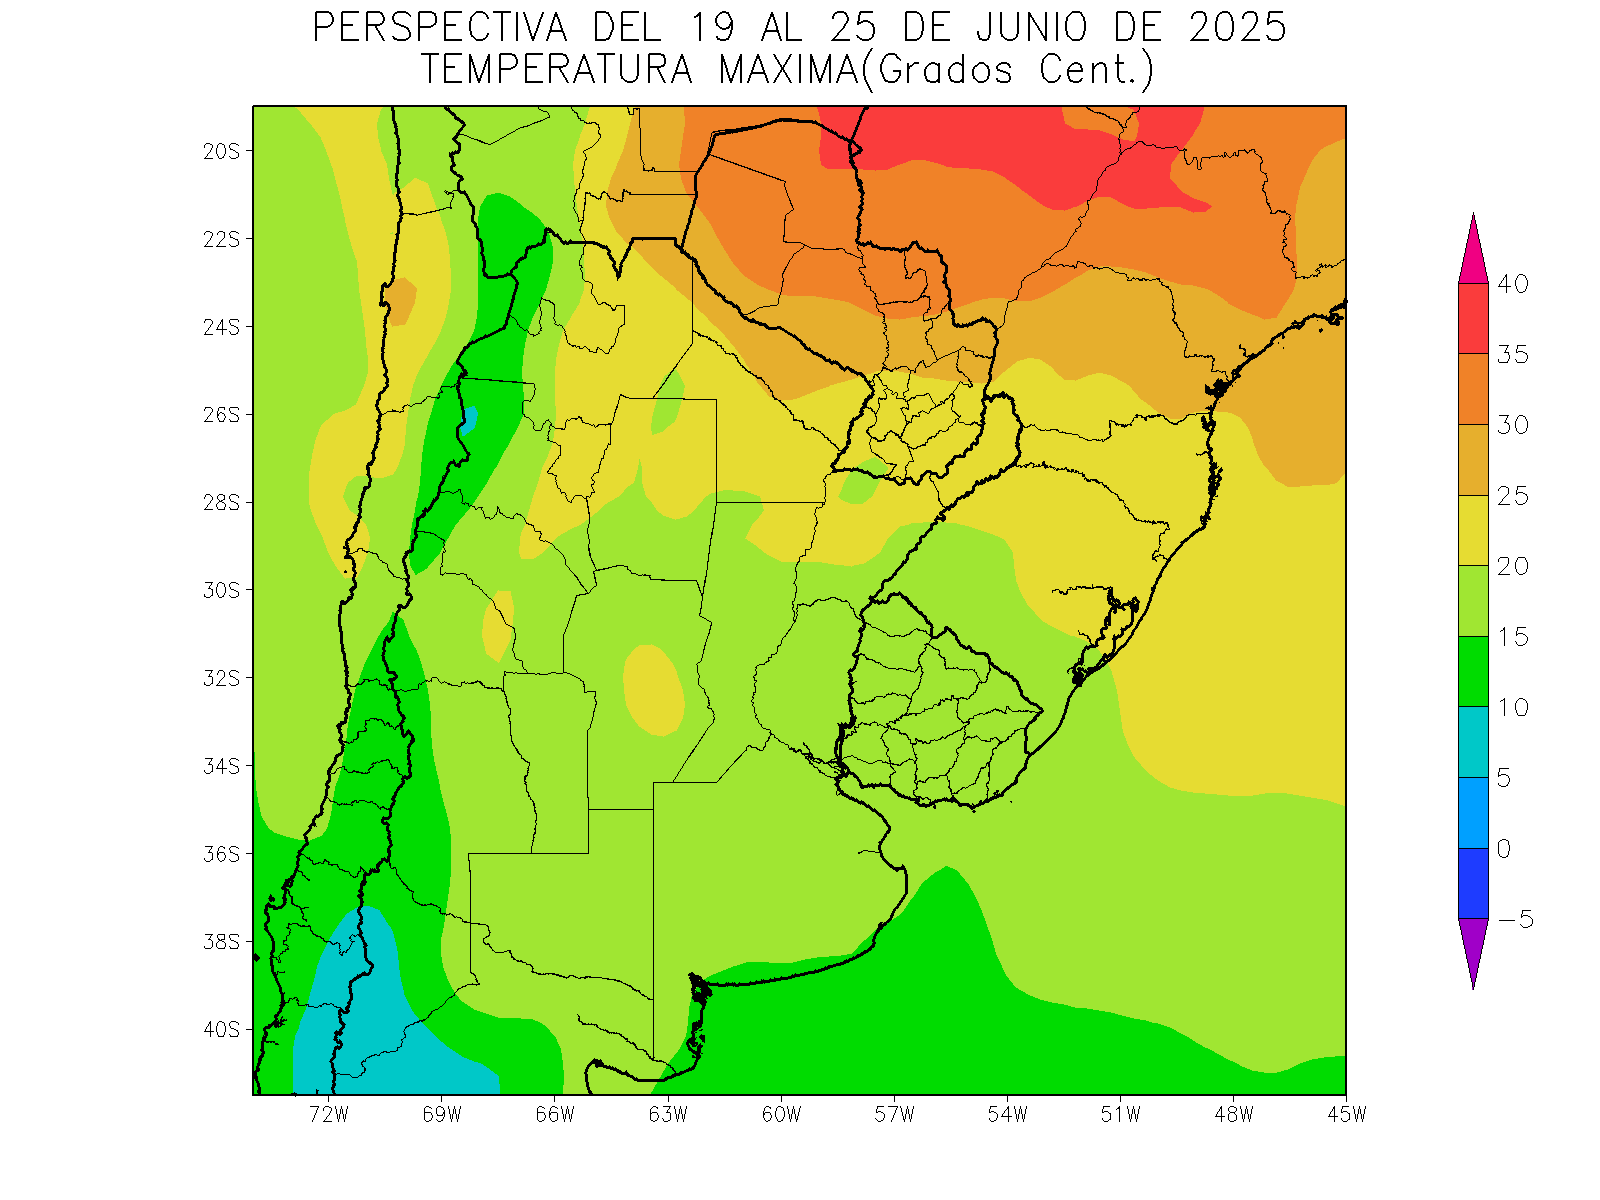 PERSPECTIVA DEL 19 AL 25 DE JUNIO DE 2025
TEMPERATURA MAXIMA(Grados Cent.)
20S
22S
24S
26S
28S
30S
32S
34S
36S
38S
40S
72W 69W 66W 63W 60W 57W 54W 51W 48W 45W
40
35
30
25
20
15
10
5
0
-5